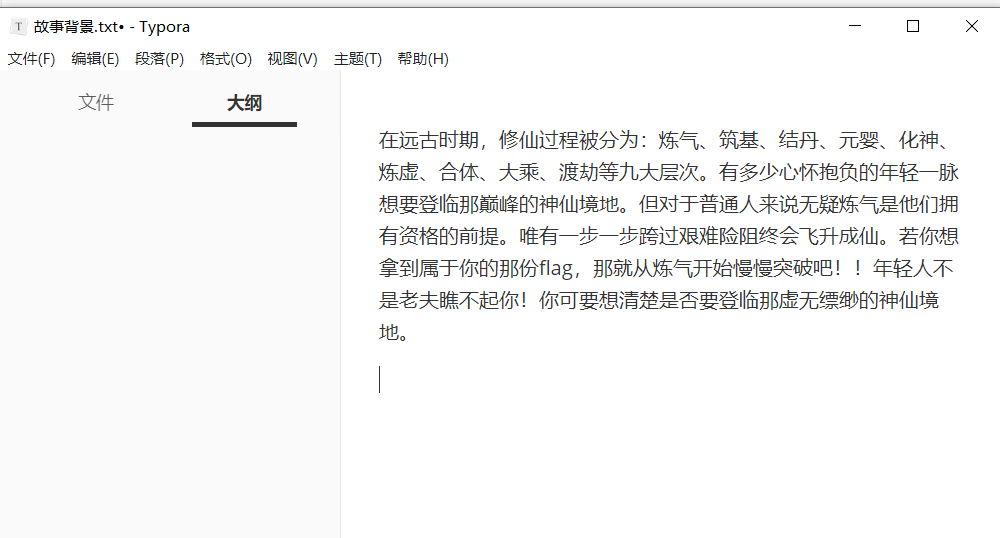 故事背景.txt• - Typora
文件(F) 编辑(E) 段落(P) 格式(O) 视图(V) 主题(T) 帮助(H)
文件 大纲
在远古时期，修仙过程被分为：炼气、筑基、结丹、元婴、化神、
炼虚、合体、大乘、渡劫等九大层次。有多少心怀抱负的年轻一脉
想要登临那巅峰的神仙境地。但对于普通人来说无疑炼气是他们拥
有资格的前提。唯有一步一步跨过艰难险阻终会飞升成仙。若你想
拿到属于你的那份flag，那就从炼气开始慢慢突破吧！！年轻人不
是老夫瞧不起你！你可要想清楚是否要登临那虚无缥缈的神仙境
地。